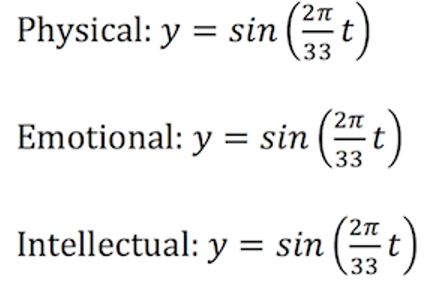 Physical: y = sin(2π/33 t)
Emotional: y = sin(2π/33 t)
Intellectual: y = sin(2π/33 t)